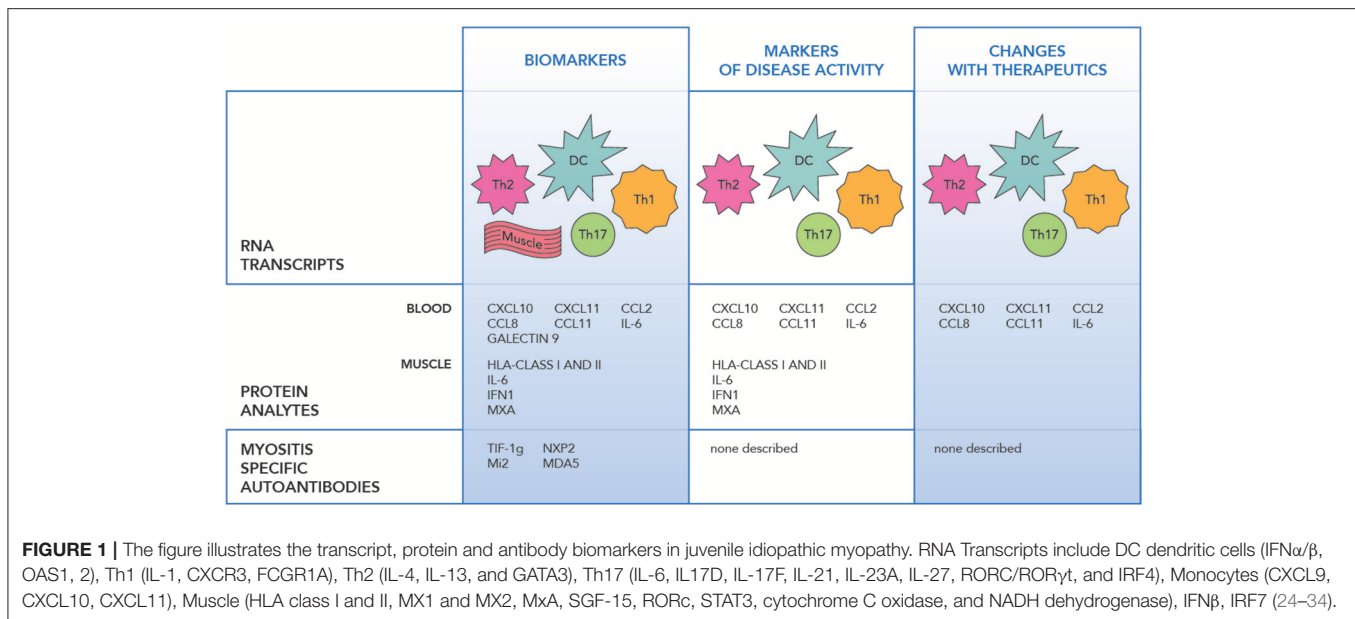 BIOMARKERS
MARKERS
OF DISEASE ACTIVITY
CHANGES
WITH THERAPEUTICS
RNA
TRANSCRIPTS
DC
Th2
Th1
Muscle
Th17
DC
Th2
Th1
Th17
DC
Th2
Th1
Th17
BLOOD
CXCL10 CXCL11 CCL2
CCL8 CCL11 IL-6
GALECTIN 9
CXCL10 CXCL11 CCL2
CCL8 CCL11 IL-6
CXCL10 CXCL11 CCL2
CCL8 CCL11 IL-6
MUSCLE
PROTEIN
ANALYTES
HLA-CLASS I AND II
IL-6
IFN1
MXA
HLA-CLASS I AND II
IL-6
IFN1
MXA
MYOSITIS
SPECIFIC
AUTOANTIBODIES
TIF-1g NXP2
Mi2 MDA5
none described
none described
FIGURE 1 | The figure illustrates the transcript, protein and antibody biomarkers in juvenile idiopathic myopathy. RNA Transcripts include DC dendritic cells (IFNα/β,
OAS1, 2), Th1 (IL-1, CXCR3, FCGR1A), Th2 (IL-4, IL-13, and GATA3), Th17 (IL-6, IL17D, IL-17F, IL-21, IL-23A, IL-27, RORC/RORγt, and IRF4), Monocytes (CXCL9,
CXCL10, CXCL11), Muscle (HLA class I and II, MX1 and MX2, MxA, SGF-15, RORc, STAT3, cytochrome C oxidase, and NADH dehydrogenase), IFNβ, IRF7 (24–34).